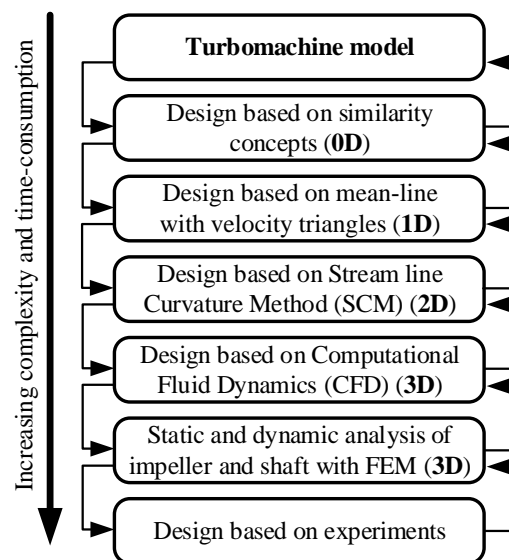 Increasing complexity and time-consumption
Turbomachine model
Design based on similarity
concepts (0D)
Design based on mean-line
with velocity triangles (1D)
Design based on Stream line
Curvature Method (SCM) (2D)
Design based on Computational
Fluid Dynamics (CFD) (3D)
Static and dynamic analysis of
impeller and shaft with FEM (3D)
Design based on experiments